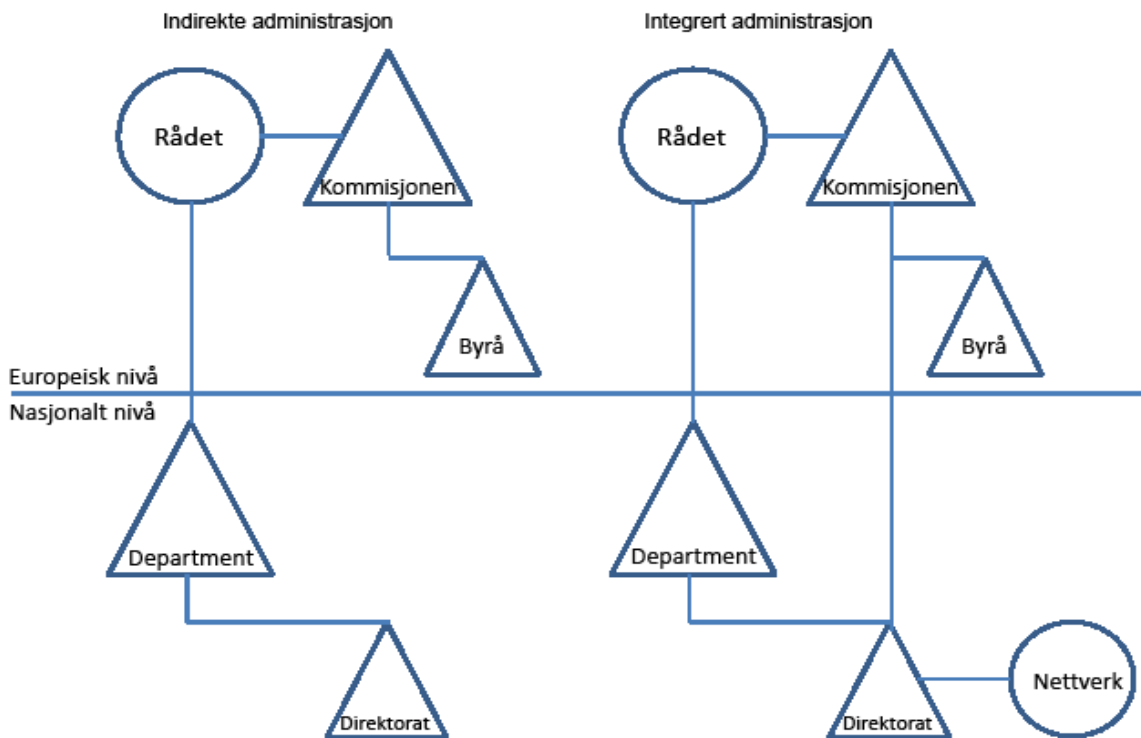 Indirekte administrasjon
Integrert administrasjon
Rådet
Kommisjonen
Rådet
Kommisjonen
Byrå
Byrå
Europeisk nivå
Nasjonalt nivå
Department
Department
Direktorat
Direktorat
Nettverk